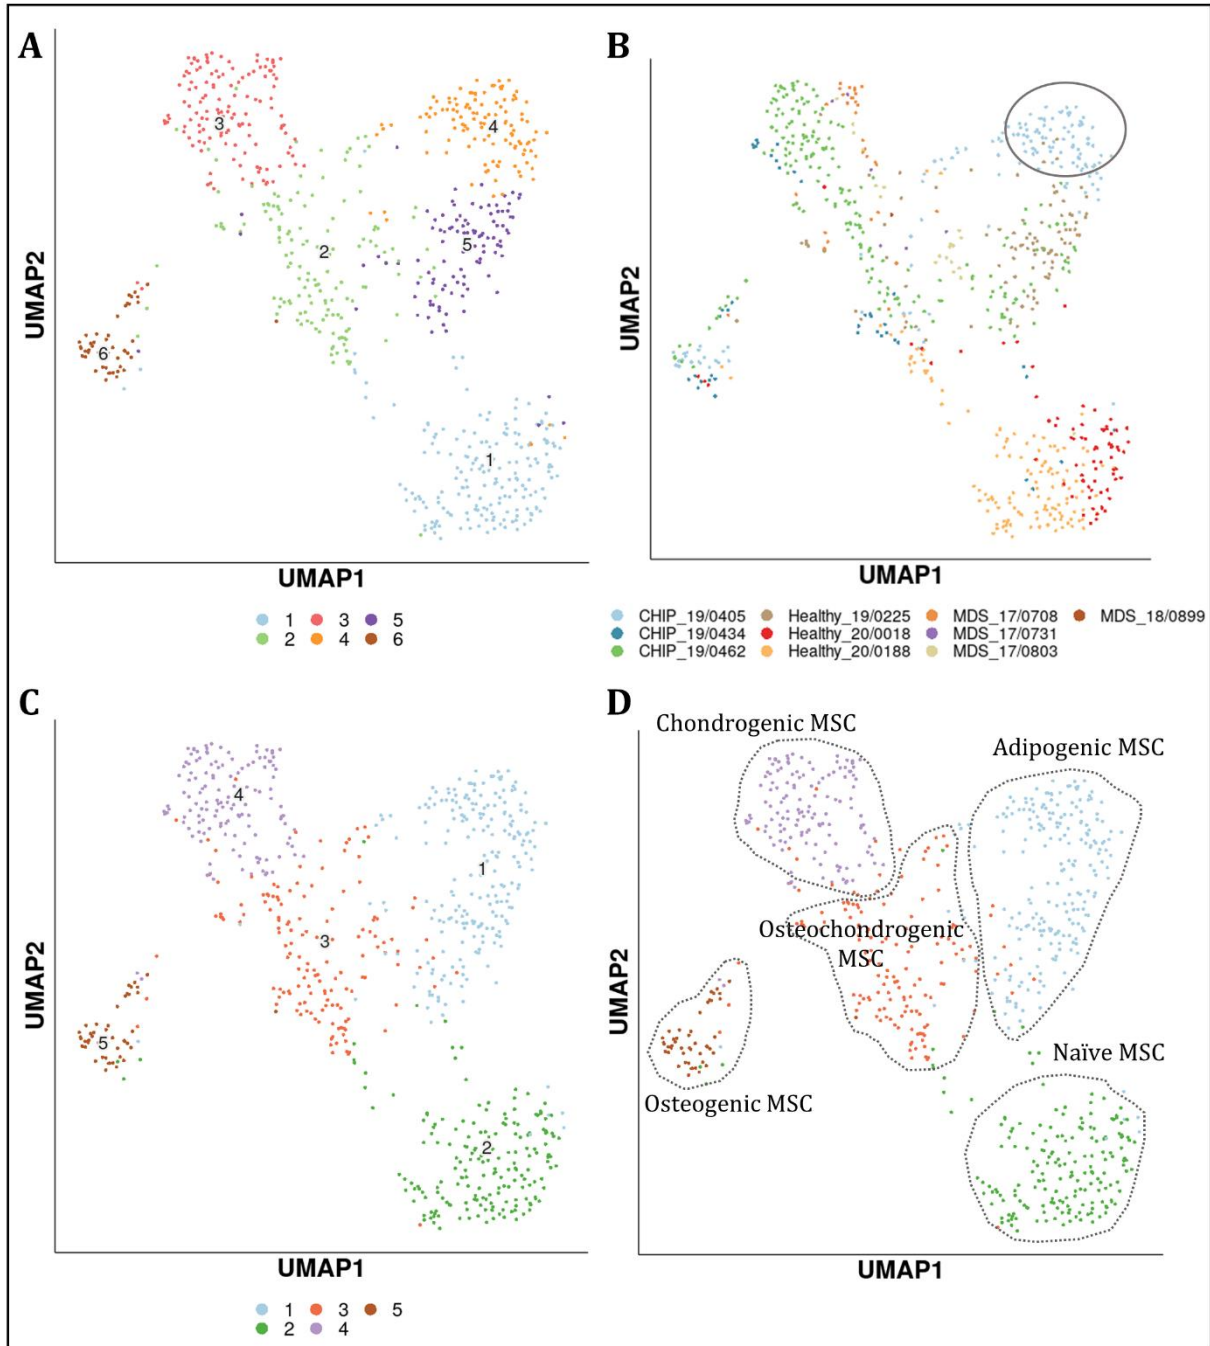 A
3
4
2
5
6
1
UMAP2
UMAP1
1 3 5
2 4 6
B
UMAP2
UMAP1
CHIP_19/0405 Healthy_19/0225 MDS_17/0708 MDS_18/0899
CHIP_19/0434 Healthy_20/0018 MDS_17/0731
CHIP_19/0462 Healthy_20/0188 MDS_17/0803
C
4
1
3
5
2
UMAP2
UMAP1
1 3 5
2 4
D
Chondrogenic MSC
Adipogenic MSC
Osteochondrogenic
MSC
Naïve MSC
Osteogenic MSC
UMAP2
UMAP1